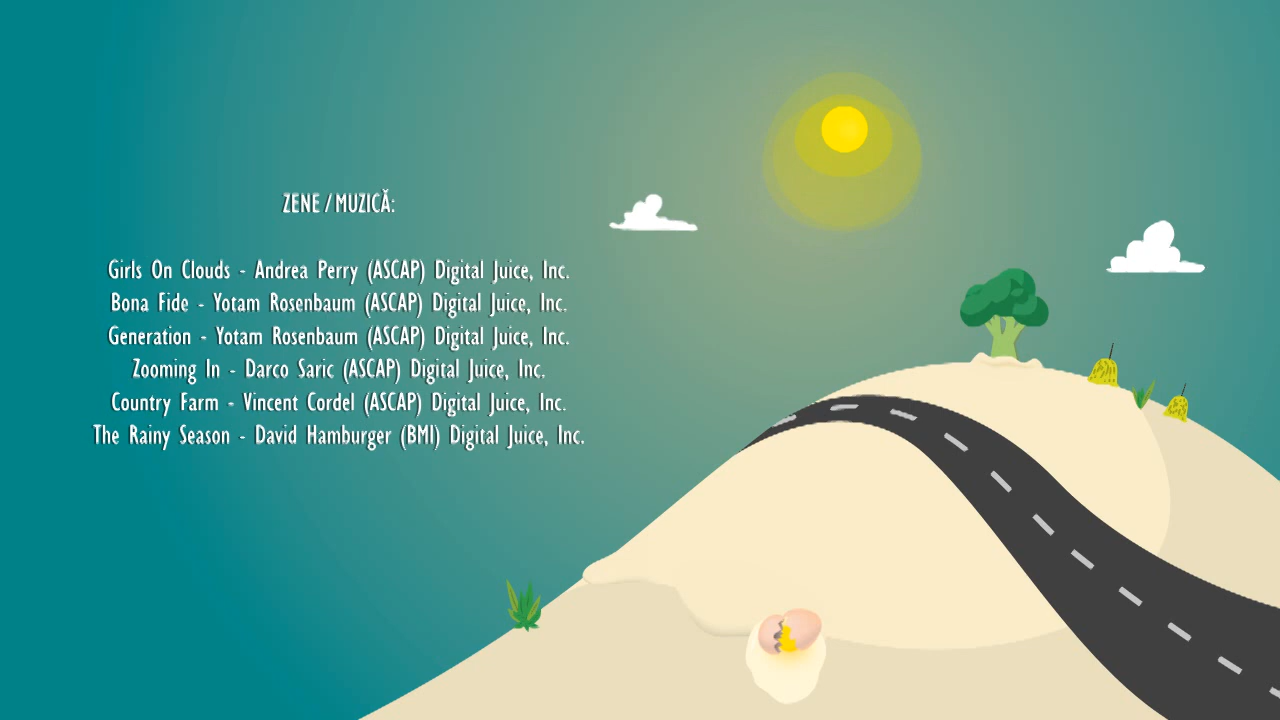 ZENE / MUZICĂ:
Girls On Clouds - Andrea Perry (ASCAP) Digital Juice, Inc.
Bona Fide - Yotam Rosenbaum (ASCAP) Digital Juice, Inc.
Generation - Yotam Rosenbaum (ASCAP) Digital Juice, Inc.
Zooming In - Darco Saric (ASCAP) Digital Juice, Inc.
Country Farm - Vincent Cordel (ASCAP) Digital Juice, Inc.
The Rainy Season - David Hamburger (BMI) Digital Juice, Inc.